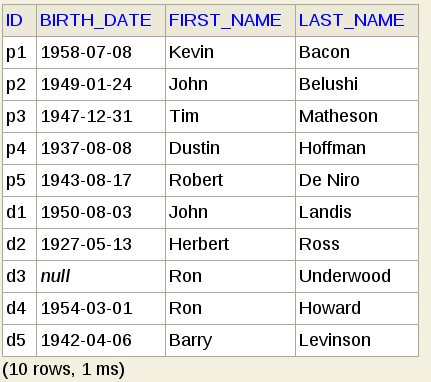 ID BIRTH_DATE FIRST_NAME LAST_NAME
p1 1958-07-08 Kevin Bacon
p2 1949-01-24 John Belushi
p3 1947-12-31 Tim Matheson
p4 1937-08-08 Dustin Hoffman
p5 1943-08-17 Robert De Niro
d1 1950-08-03 John Landis
d2 1927-05-13 Herbert Ross
d3 null Ron Underwood
d4 1954-03-01 Ron Howard
d5 1942-04-06 Barry Levinson
(10 rows, 1 ms)